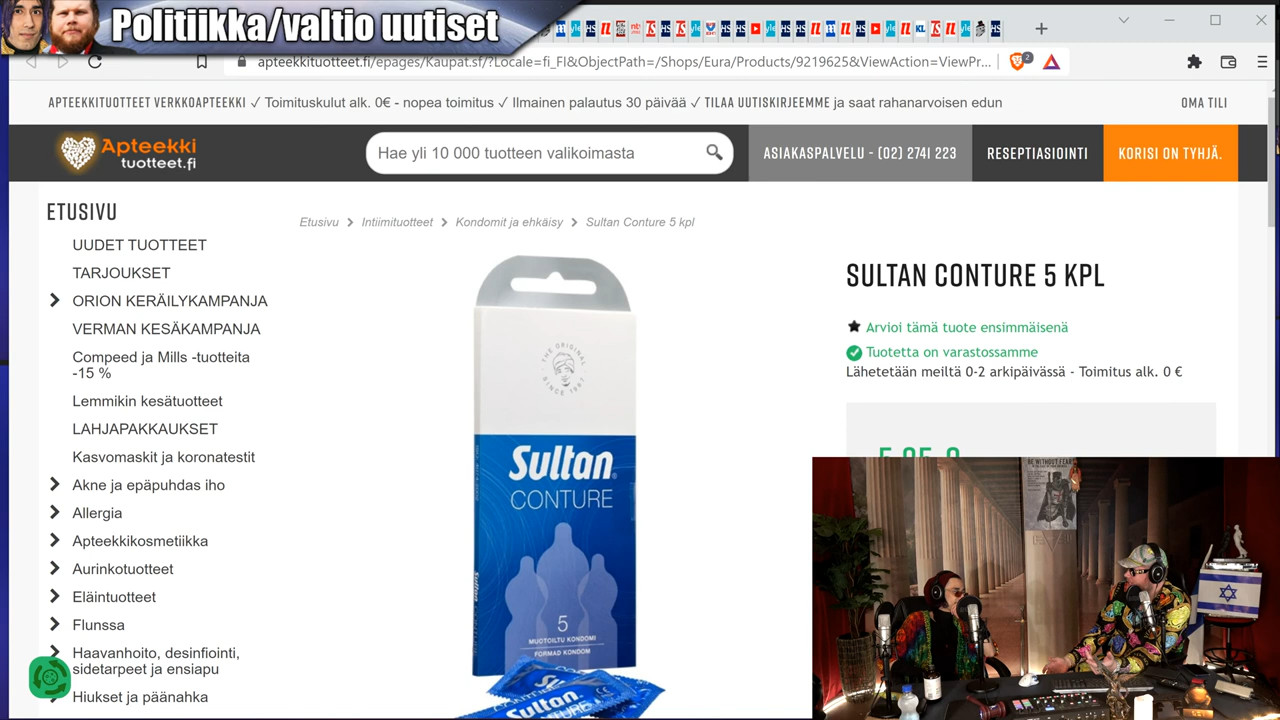 Politiikka/valtio uutiset
apteekkituotteet.fi/epages/Kaupat.sf/?Locale=fi_FI&ObjectPath=/Shops/Eura/Products/9219625&ViewAction=ViewPr...
2
APTEEKKITUOTTEET VERKKOAPTEEKKI ✓ Toimituskulut alk. 0€ - nopea toimitus ✓ Ilmainen palautus 30 päivää ✓ TILAA UUTISKIRJEEMME ja saat rahanarvoisen edun
OMA TILI
Apteekki
tuotteet.fi
Hae yli 10 000 tuotteen valikoimasta
ASIAKASPALVELU - (02) 2741 223
RESEPTIASIOINTI
KORISI ON TYHJÄ.
ETUSIVU
UUDET TUOTTEET
TARJOUKSET
ORION KERÄILYKAMPANJA
VERMAN KESÄKAMPANJA
Compeed ja Mills -tuotteita
-15 %
Lemmikin kesätuotteet
LAHJAPAKKAUKSET
Kasvomaskit ja koronatestit
Akne ja epäpuhdas iho
Allergia
Apteekkikosmetiikka
Aurinkotuotteet
Eläintuotteet
Flunssa
Haavanhoito, desinfiointi,
sidetarpeet ja ensiapu
Hiukset ja päänahka
Etusivu > Intiimituotteet > Kondomit ja ehkäisy > Sultan Conture 5 kpl
THE ORIGINAL
SINCE 1967
Sultan
CONTURE
5
MUOTOILTU KONDOMI
FORMAD KONDOM
Sultan
SULTAN CONTURE 5 KPL
Arvioi tämä tuote ensimmäisenä
Tuotetta on varastossamme
Lähetetään meiltä 0-2 arkipäivässä - Toimitus alk. 0 €
BE WITHOUT FEAR